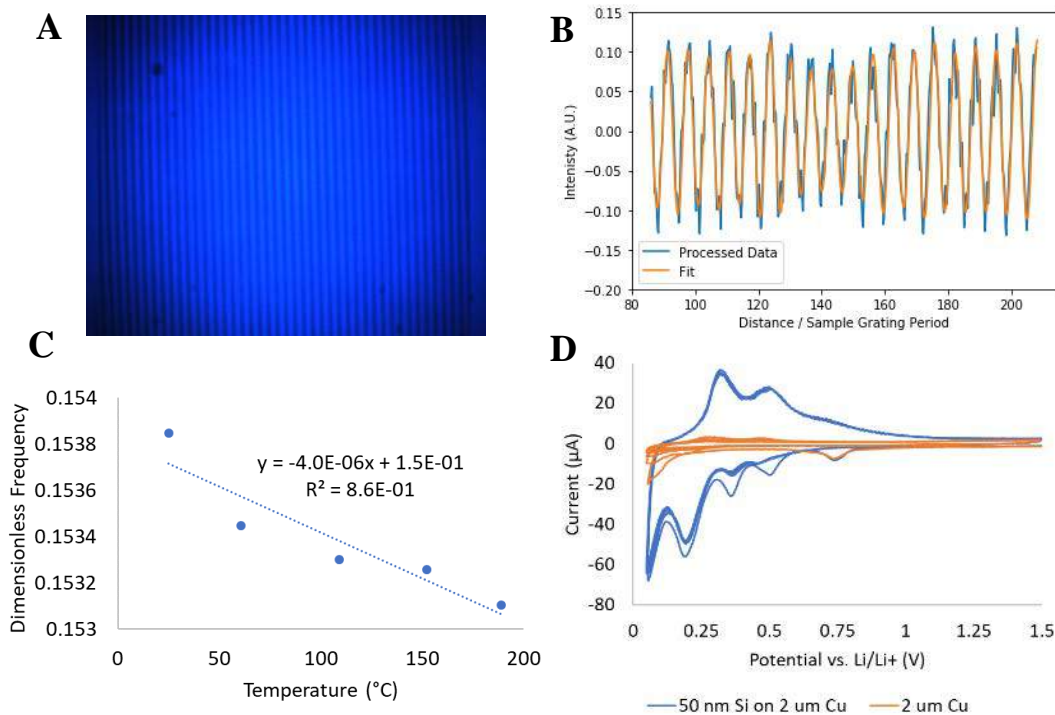 A
B
0.15
0.10
0.05
0.00
−0.05
−0.10
−0.15
−0.20
Intenisty (A.U.)
Processed Data
Fit
80 100 120 140 160 180 200
Distance / Sample Grating Period
C
0.154
0.1538
0.1536
0.1534
0.1532
0.153
Dimensionless Frequency
y = -4.0E-06x + 1.5E-01
R² = 8.6E-01
0 50 100 150 200
Temperature (°C)
D
40
20
0
-20
-40
-60
-80
Current (µA)
0 0.25 0.5 0.75 1 1.25 1.5
Potential vs. Li/Li+ (V)
50 nm Si on 2 um Cu
2 um Cu